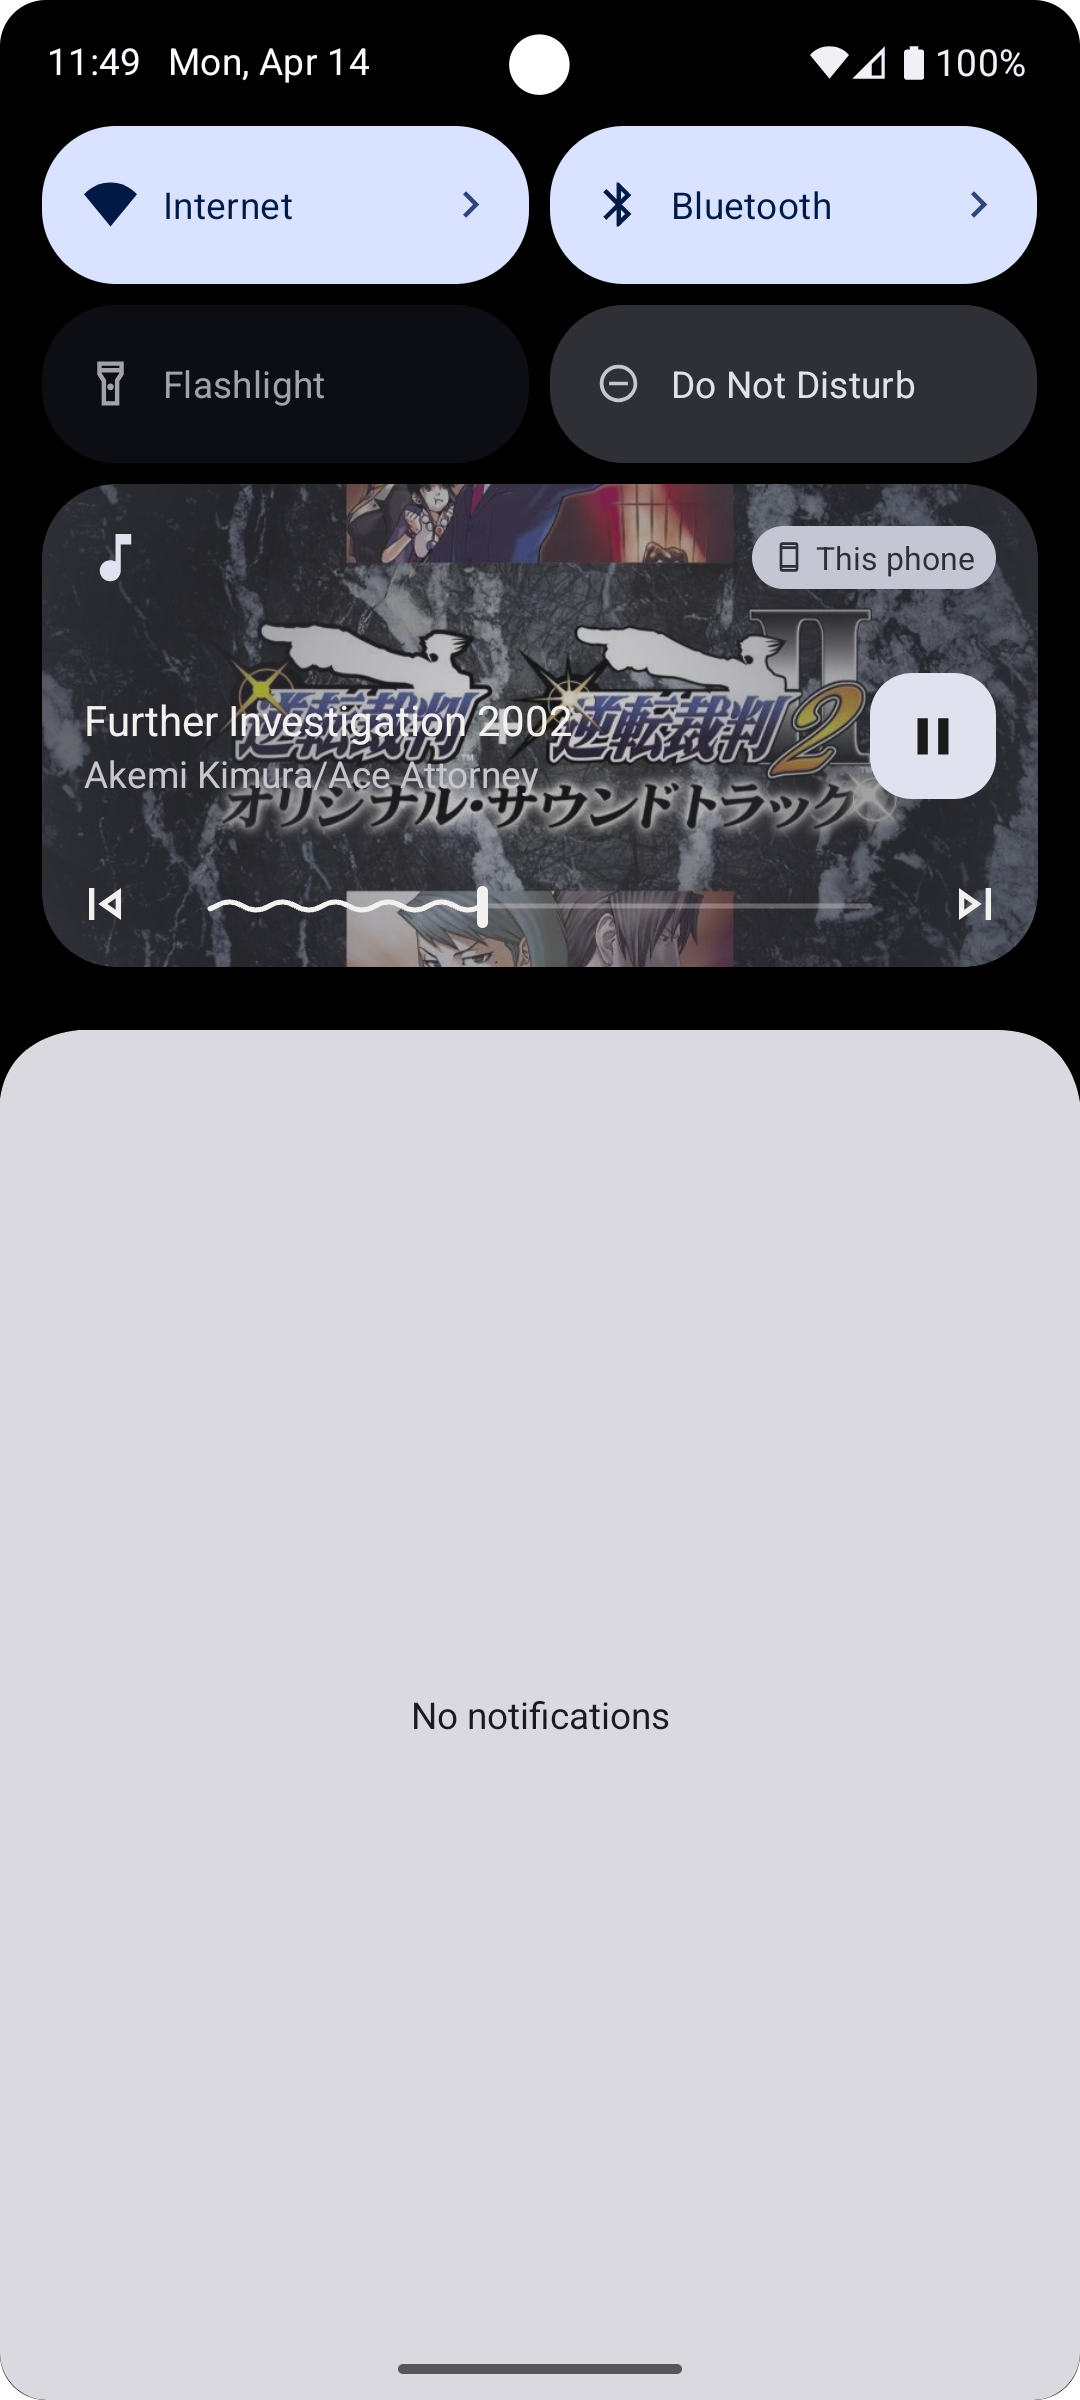 11:49 Mon, Apr 14 100%
Internet
Bluetooth
Flashlight
Do Not Disturb
This phone
逆転裁判 + 逆転裁判2
Further Investigation 2002
Akemi Kimura/Ace Attorney
オリジナル・サウンドトラック
No notifications